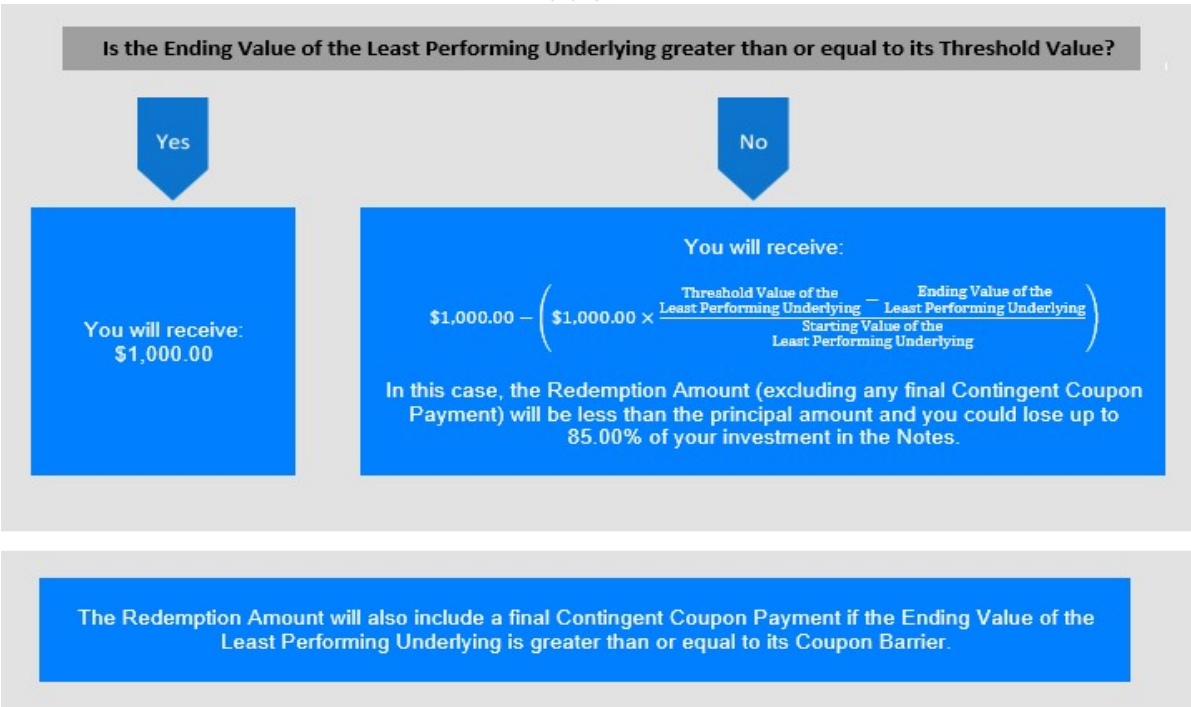 Is the Ending Value of the Least Performing Underlying greater than or equal to its Threshold Value?
Yes
No
You will receive:
$1,000.00
You will receive:
$1,000.00 − ($1,000.00 × (Threshold Value of the Least Performing Underlying − Ending Value of the Least Performing Underlying) / Starting Value of the Least Performing Underlying)
In this case, the Redemption Amount (excluding any final Contingent Coupon
Payment) will be less than the principal amount and you could lose up to
85.00% of your investment in the Notes.
The Redemption Amount will also include a final Contingent Coupon Payment if the Ending Value of the
Least Performing Underlying is greater than or equal to its Coupon Barrier.